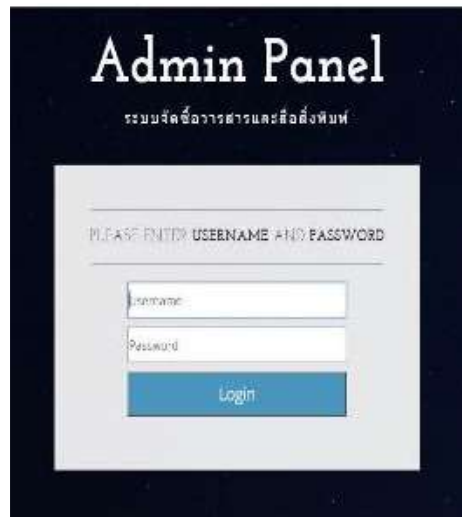 Admin Panel
ระบบจัดซื้อวารสารและสื่อสิ่งพิมพ์
PLEASE ENTER USERNAME AND PASSWORD
Username
Password
Login